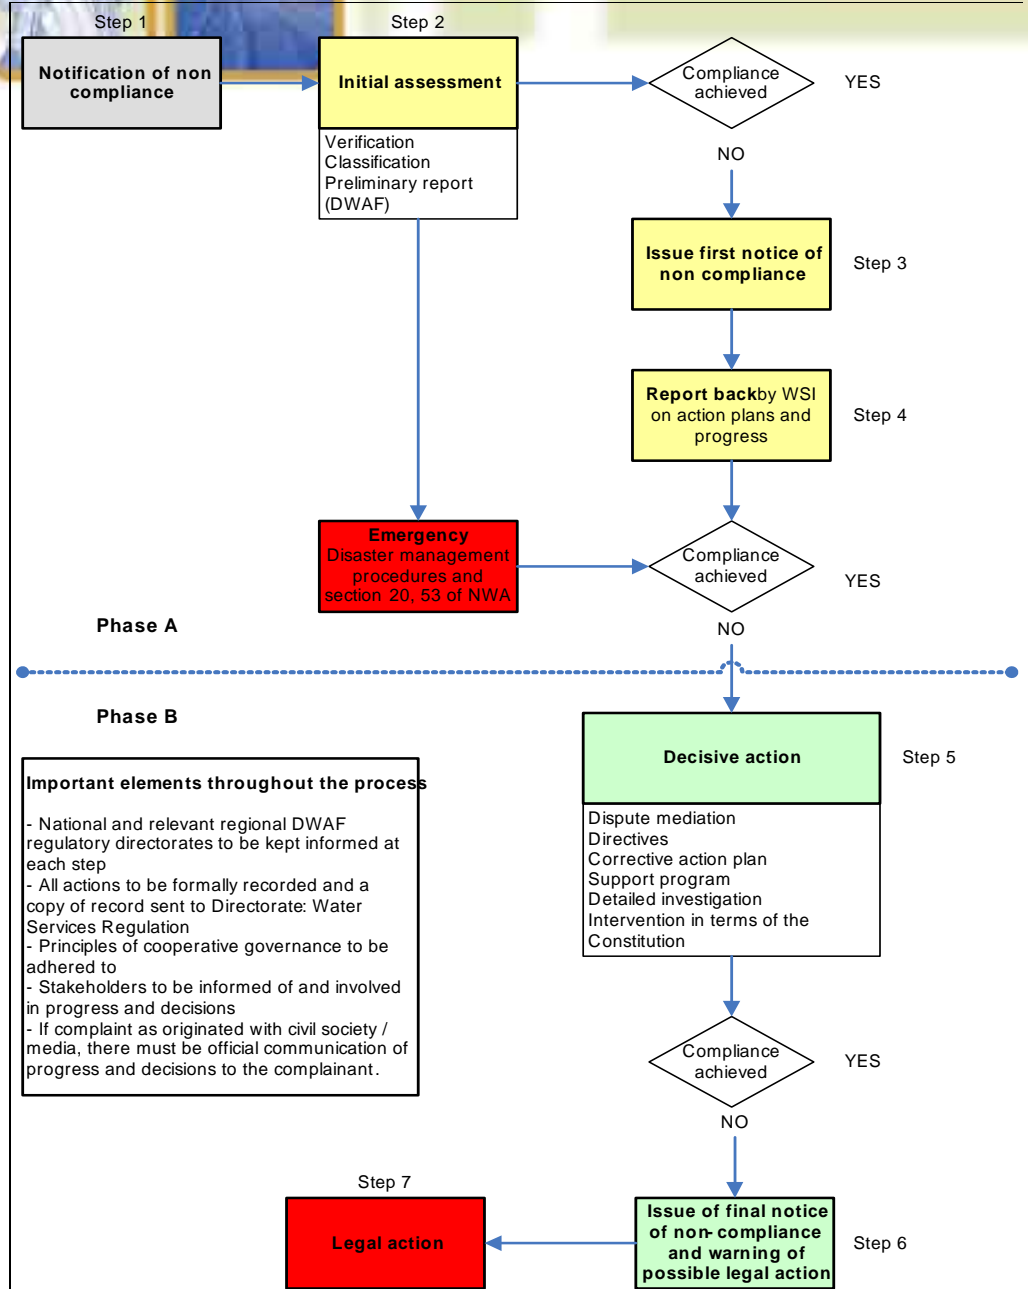 Step 1
Step 2
Notification of non
compliance
Initial assessment
Compliance
achieved
YES
Verification
Classification
Preliminary report
(DWAF)
NO
Issue first notice of
non compliance
Step 3
Report backby WSI
on action plans and
progress
Step 4
Emergency
Disaster management
procedures and
section 20, 53 of NWA
Compliance
achieved
YES
Phase A
NO
Phase B
Decisive action
Step 5
Important elements throughout the process
- National and relevant regional DWAF
regulatory directorates to be kept informed at
each step
- All actions to be formally recorded and a
copy of record sent to Directorate: Water
Services Regulation
- Principles of cooperative governance to be
adhered to
- Stakeholders to be informed of and involved
in progress and decisions
- If complaint as originated with civil society /
media, there must be official communication of
progress and decisions to the complainant.
Dispute mediation
Directives
Corrective action plan
Support program
Detailed investigation
Intervention in terms of the
Constitution
Compliance
achieved
YES
NO
Step 7
Legal action
Issue of final notice
of non-compliance
and warning of
possible legal action
Step 6